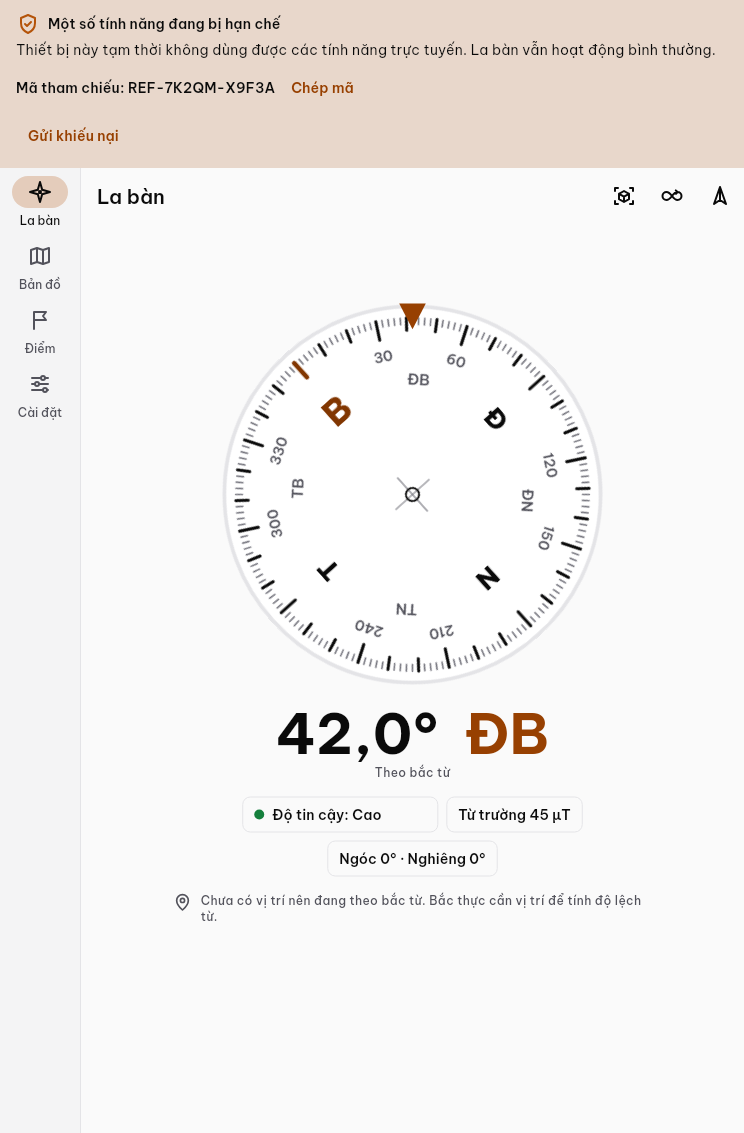 Một số tính năng đang bị hạn chế
Thiết bị này tạm thời không dùng được các tính năng trực tuyến. La bàn vẫn hoạt động bình thường.
Mã tham chiếu: REF-7K2QM-X9F3A Chép mã
Gửi khiếu nại
La bàn
Bản đồ
Điểm
Cài đặt
La bàn
30
60
ĐB
B
Đ
330
120
TB
ĐN
300
150
T
N
TN
240
210
42,0° ĐB
Theo bắc từ
Độ tin cậy: Cao
Từ trường 45 µT
Ngóc 0° · Nghiêng 0°
Chưa có vị trí nên đang theo bắc từ. Bắc thực cần vị trí để tính độ lệch
từ.